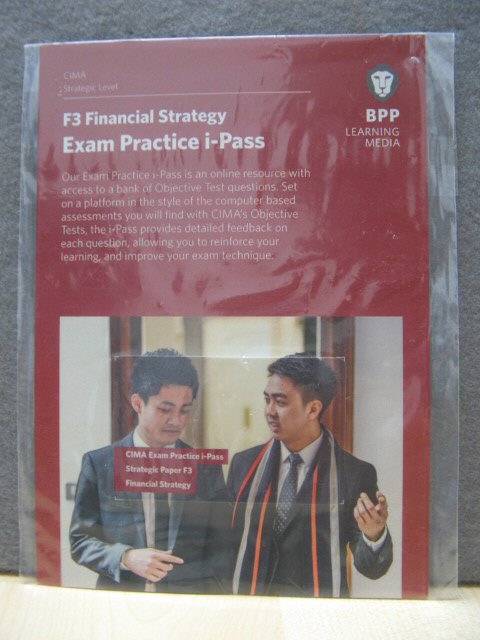 CIMA
Strategic Level
BPP
LEARNING
MEDIA
F3 Financial Strategy
Exam Practice i-Pass
Our Exam Practice i-Pass is an online resource with
access to a bank of Objective Test questions. Set
on a platform in the style of the computer based
assessments you will find with CIMA's Objective
Tests, the i-Pass provides detailed feedback on
each question, allowing you to reinforce your
learning, and improve your exam technique.
CIMA Exam Practice i-Pass
Strategic Paper F3
Financial Strategy